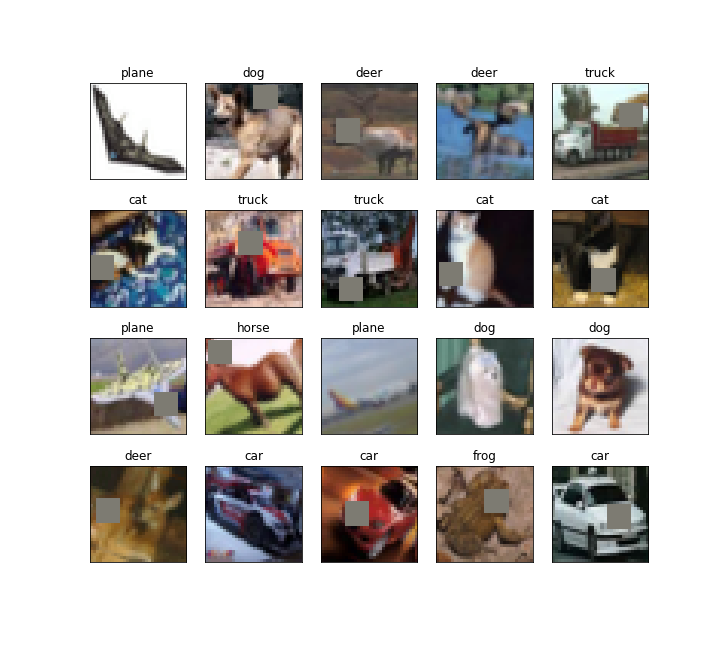 plane dog deer deer truck
cat truck truck cat cat
plane horse plane dog dog
deer car car frog car